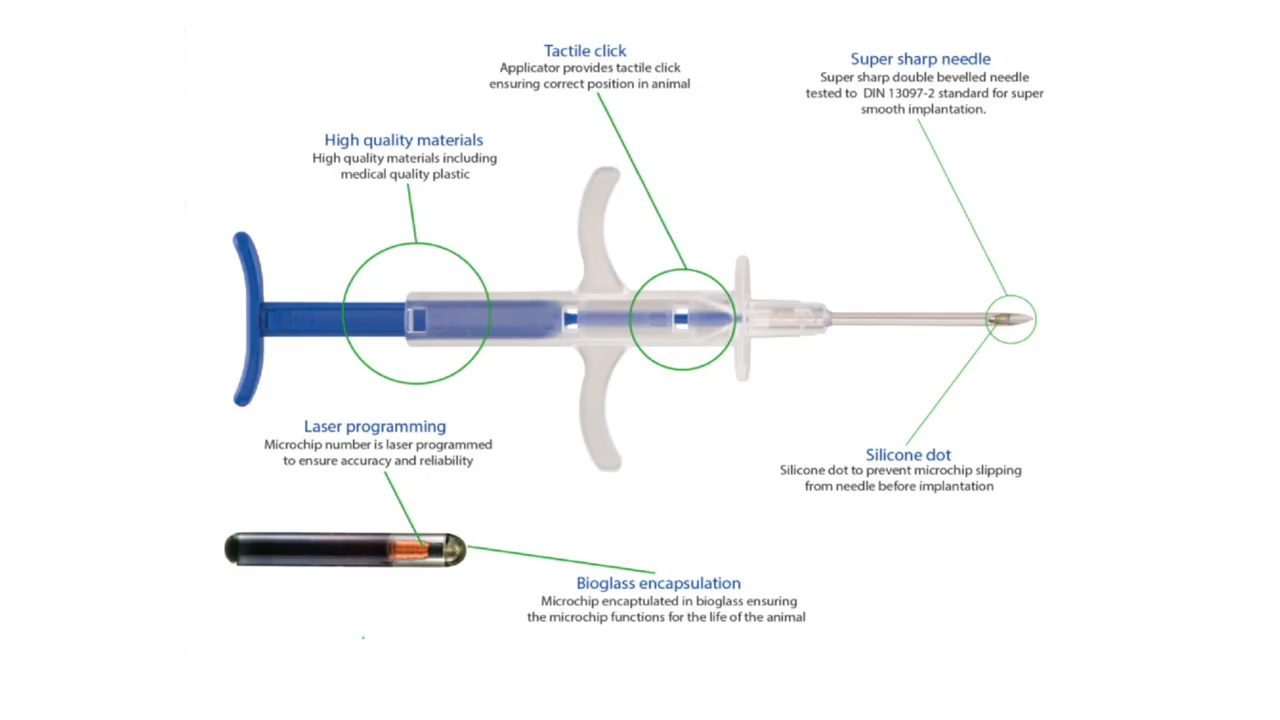 Tactile click
Applicator provides tactile click
ensuring correct position in animal
Super sharp needle
Super sharp double bevelled needle
tested to DIN 13097-2 standard for super
smooth implantation.
High quality materials
High quality materials including
medical quality plastic
Laser programming
Microchip number is laser programmed
to ensure accuracy and reliability
Silicone dot
Silicone dot to prevent microchip slipping
from needle before implantation
Bioglass encapsulation
Microchip encaptulated in bioglass ensuring
the microchip functions for the life of the animal